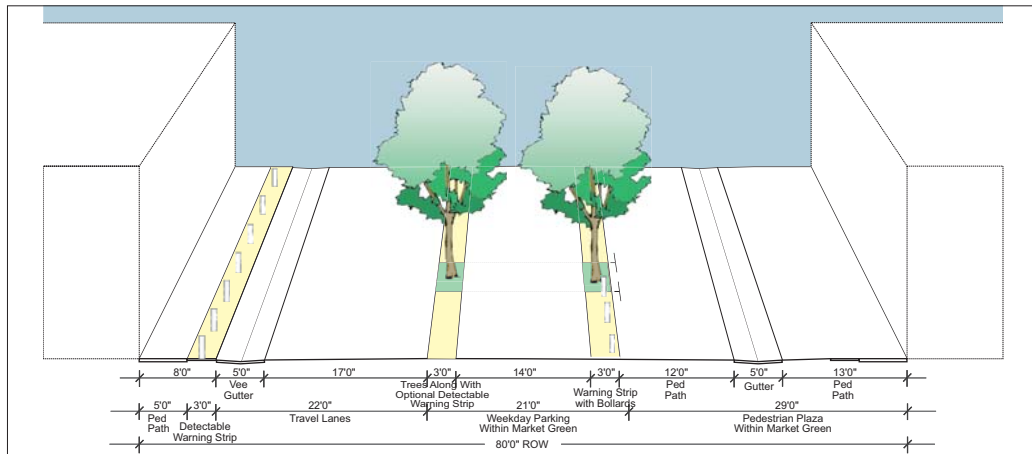 8'0" 5'0" 17'0" 3'0" 14'0" 3'0" 12'0" 5'0" 13'0"
Vee Gutter
Trees Along With
Optional Detectable
Warning Strip
Warning Strip
with Bollards
Ped
Path
Gutter
Ped
Path
5'0" 3'0" 22'0" 21'0" 29'0"
Ped
Path
Detectable
Warning Strip
Travel Lanes
Weekday Parking
Within Market Green
Pedestrian Plaza
Within Market Green
80'0" ROW